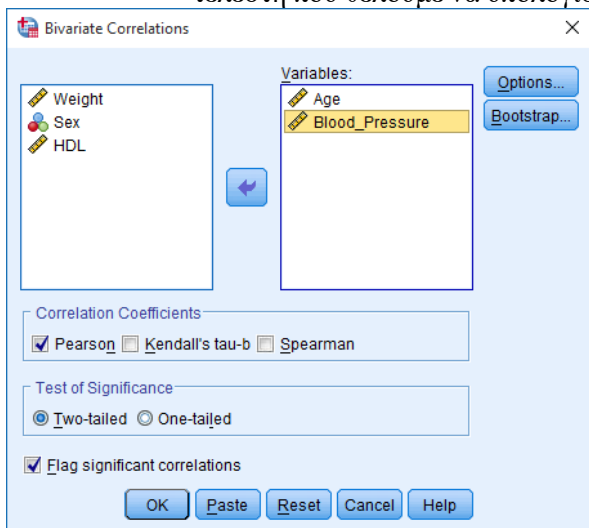 Bivariate Correlations
Variables:
Weight
Sex
HDL
Age
Blood_Pressure
Options...
Bootstrap...
Correlation Coefficients
Pearson Kendall's tau-b Spearman
Test of Significance
Two-tailed One-tailed
Flag significant correlations
OK Paste Reset Cancel Help